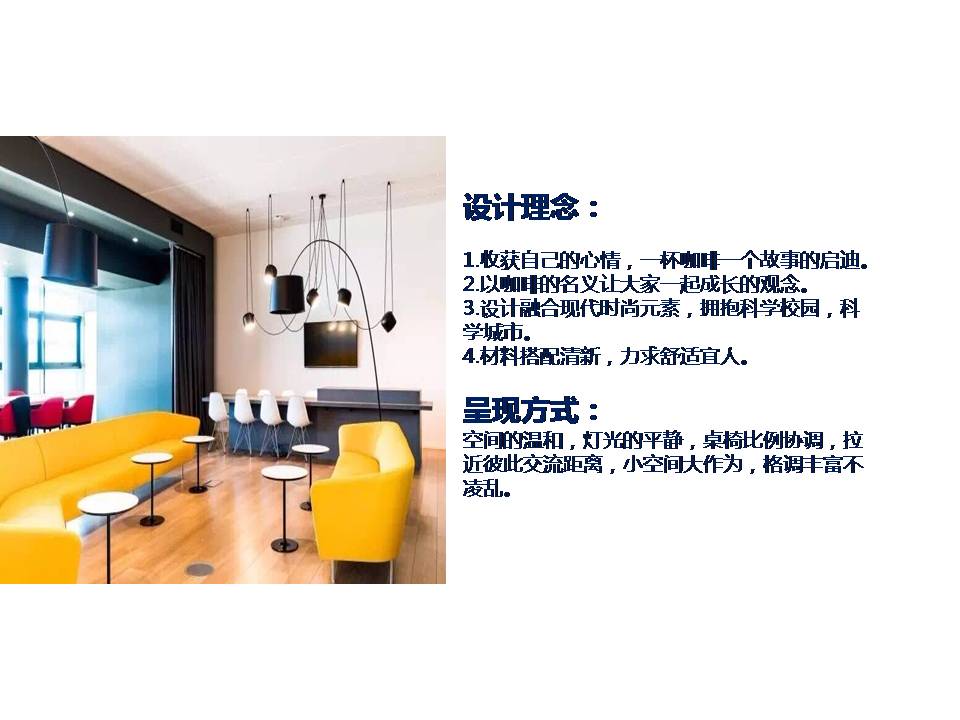 设计理念：
1.收获自己的心情，一杯咖啡一个故事的启迪。
2.以咖啡的名义让大家一起成长的观念。
3.设计融合现代时尚元素，拥抱科学校园，科
学城市。
4.材料搭配清新，力求舒适宜人。
呈现方式：
空间的温和，灯光的平静，桌椅比例协调，拉
近彼此交流距离，小空间大作为，格调丰富不
凌乱。